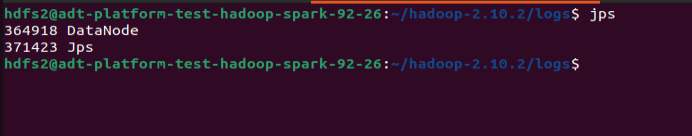 hdfs2@adt-platform-test-hadoop-spark-92-26:~/hadoop-2.10.2/logs$ jps
364918 DataNode
371423 Jps
hdfs2@adt-platform-test-hadoop-spark-92-26:~/hadoop-2.10.2/logs$